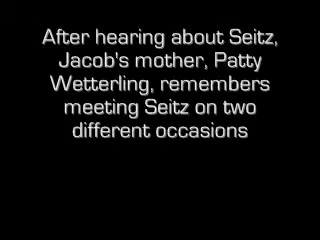 After hearing about Seitz,
Jacob's mother, Patty
Wetterling, remembers
meeting Seitz on two
different occasions